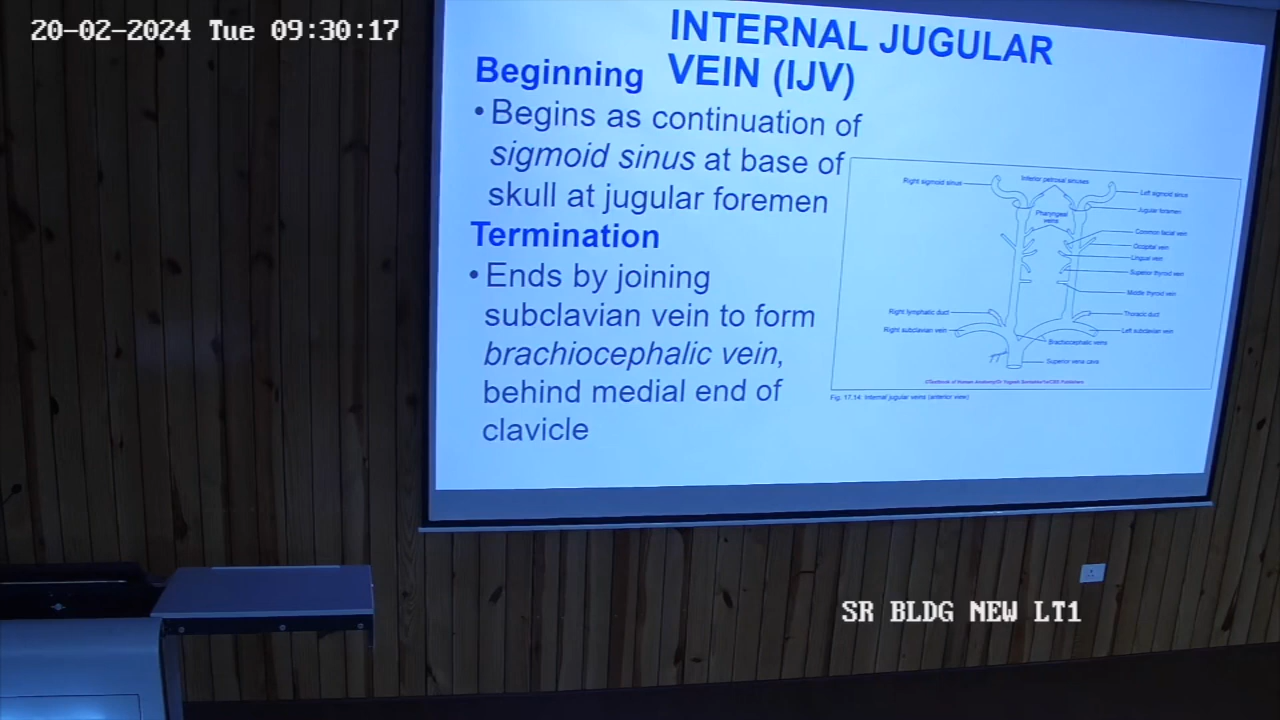 20-02-2024 Tue 09:30:17
INTERNAL JUGULAR
VEIN (IJV)
Beginning
• Begins as continuation of
sigmoid sinus at base of
skull at jugular foremen
Termination
• Ends by joining
subclavian vein to form
brachiocephalic vein,
behind medial end of
clavicle
Right sigmoid sinus
Inferior petrosal sinuses
Left sigmoid sinus
Jugular foramen
Pharyngeal
veins
Common facial vein
Occipital vein
Lingual vein
Superior thyroid vein
Middle thyroid vein
Right lymphatic duct
Thoracic duct
Right subclavian vein
Left subclavian vein
Brachiocephalic veins
Superior vena cava
Fig. 17.14: Internal jugular veins (anterior view)
SR BLDG NEW LT1